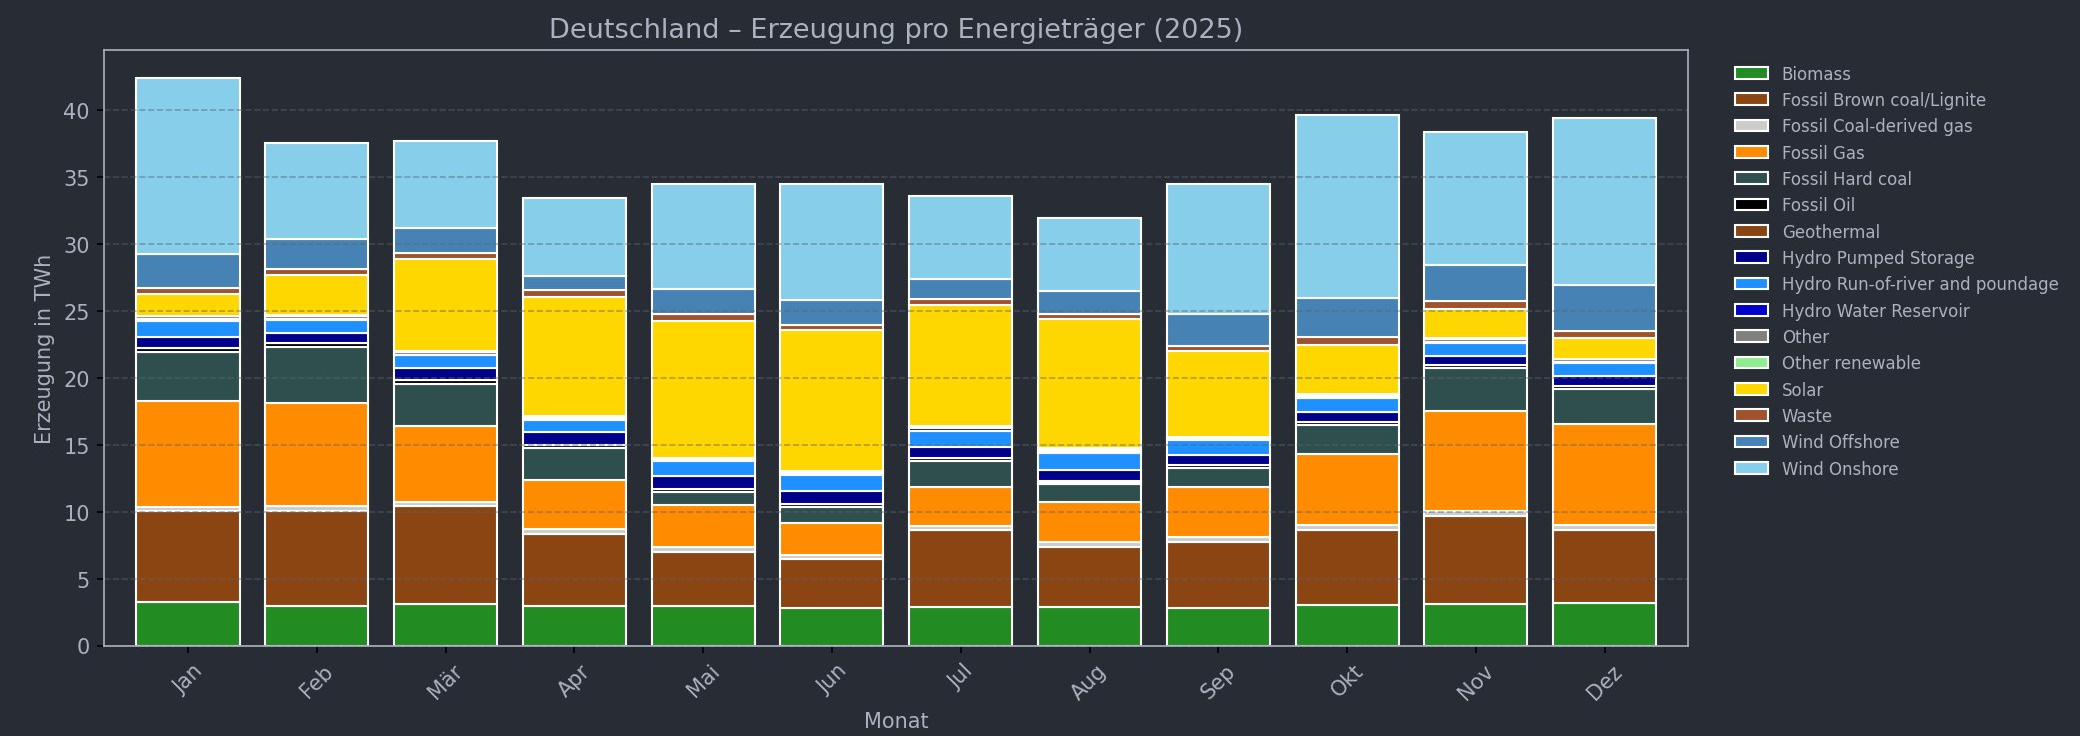 Deutschland – Erzeugung pro Energieträger (2025)
Erzeugung in TWh
40
35
30
25
20
15
10
5
0
Jan
Feb
Mär
Apr
Mai
Jun
Jul
Aug
Sep
Okt
Nov
Dez
Monat
Biomass
Fossil Brown coal/Lignite
Fossil Coal-derived gas
Fossil Gas
Fossil Hard coal
Fossil Oil
Geothermal
Hydro Pumped Storage
Hydro Run-of-river and poundage
Hydro Water Reservoir
Other
Other renewable
Solar
Waste
Wind Offshore
Wind Onshore